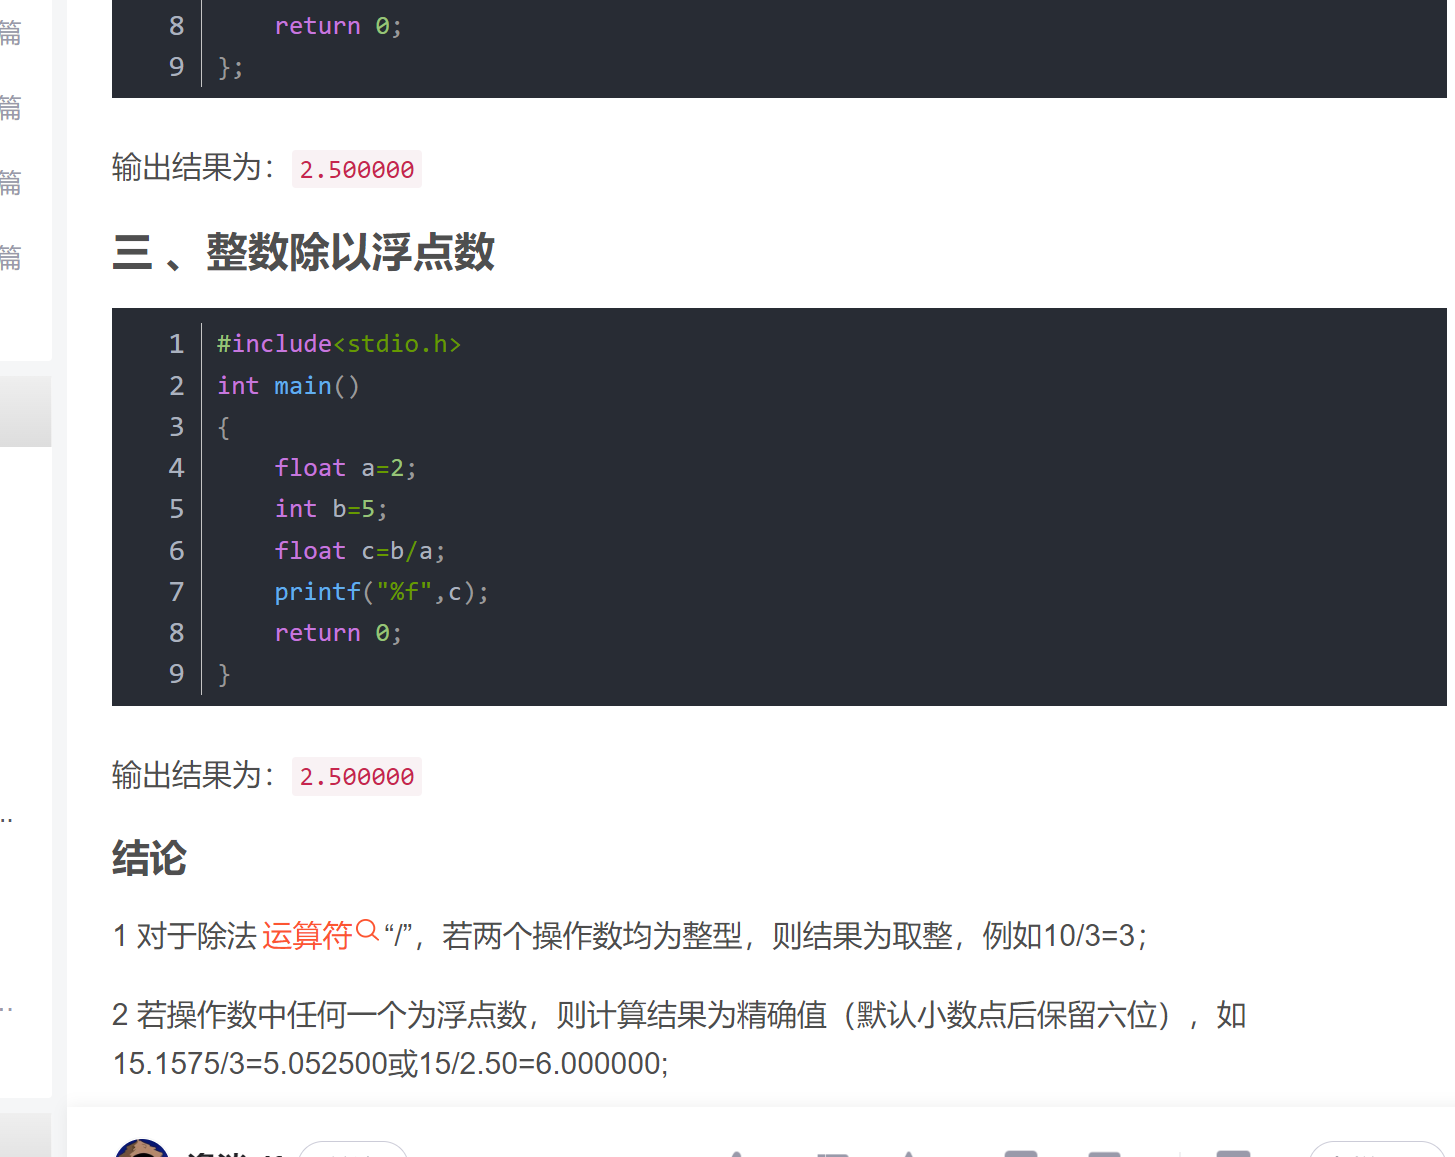 篇
篇
篇
篇
8 return 0;
9 };
输出结果为：2.500000
三 、整数除以浮点数
1 #include<stdio.h>
2 int main()
3 {
4 float a=2;
5 int b=5;
6 float c=b/a;
7 printf("%f",c);
8 return 0;
9 }
输出结果为：2.500000
结论
1 对于除法 运算符 “/”，若两个操作数均为整型，则结果为取整，例如10/3=3；
2 若操作数中任何一个为浮点数，则计算结果为精确值（默认小数点后保留六位），如
15.1575/3=5.052500或15/2.50=6.000000;